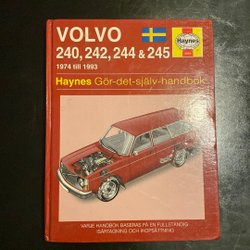 VOLVO
240, 242, 244 & 245
1974 till 1993
Haynes
Haynes Gör-det-själv-handbok
VARJE HANDBOK BASERAS PÅ EN FULLSTÄNDIG
ISÄRTAGNING OCH IHOPSÄTTNING